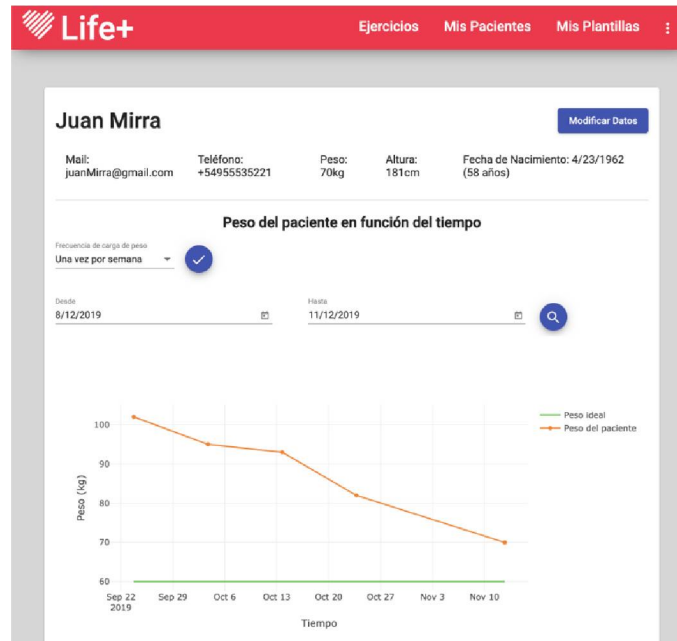 Life+
Ejercicios Mis Pacientes Mis Plantillas
Juan Mirra
Modificar Datos
Mail: Teléfono: Peso: Altura: Fecha de Nacimiento: 4/23/1962
juanMirra@gmail.com +54955535221 70kg 181cm (58 años)
Peso del paciente en función del tiempo
Frecuencia de carga de peso
Una vez por semana
Desde Hasta
8/12/2019 11/12/2019
Peso ideal
Peso del paciente
100
90
80
70
60
Peso (kg)
Sep 22 Sep 29 Oct 6 Oct 13 Oct 20 Oct 27 Nov 3 Nov 10
2019
Tiempo